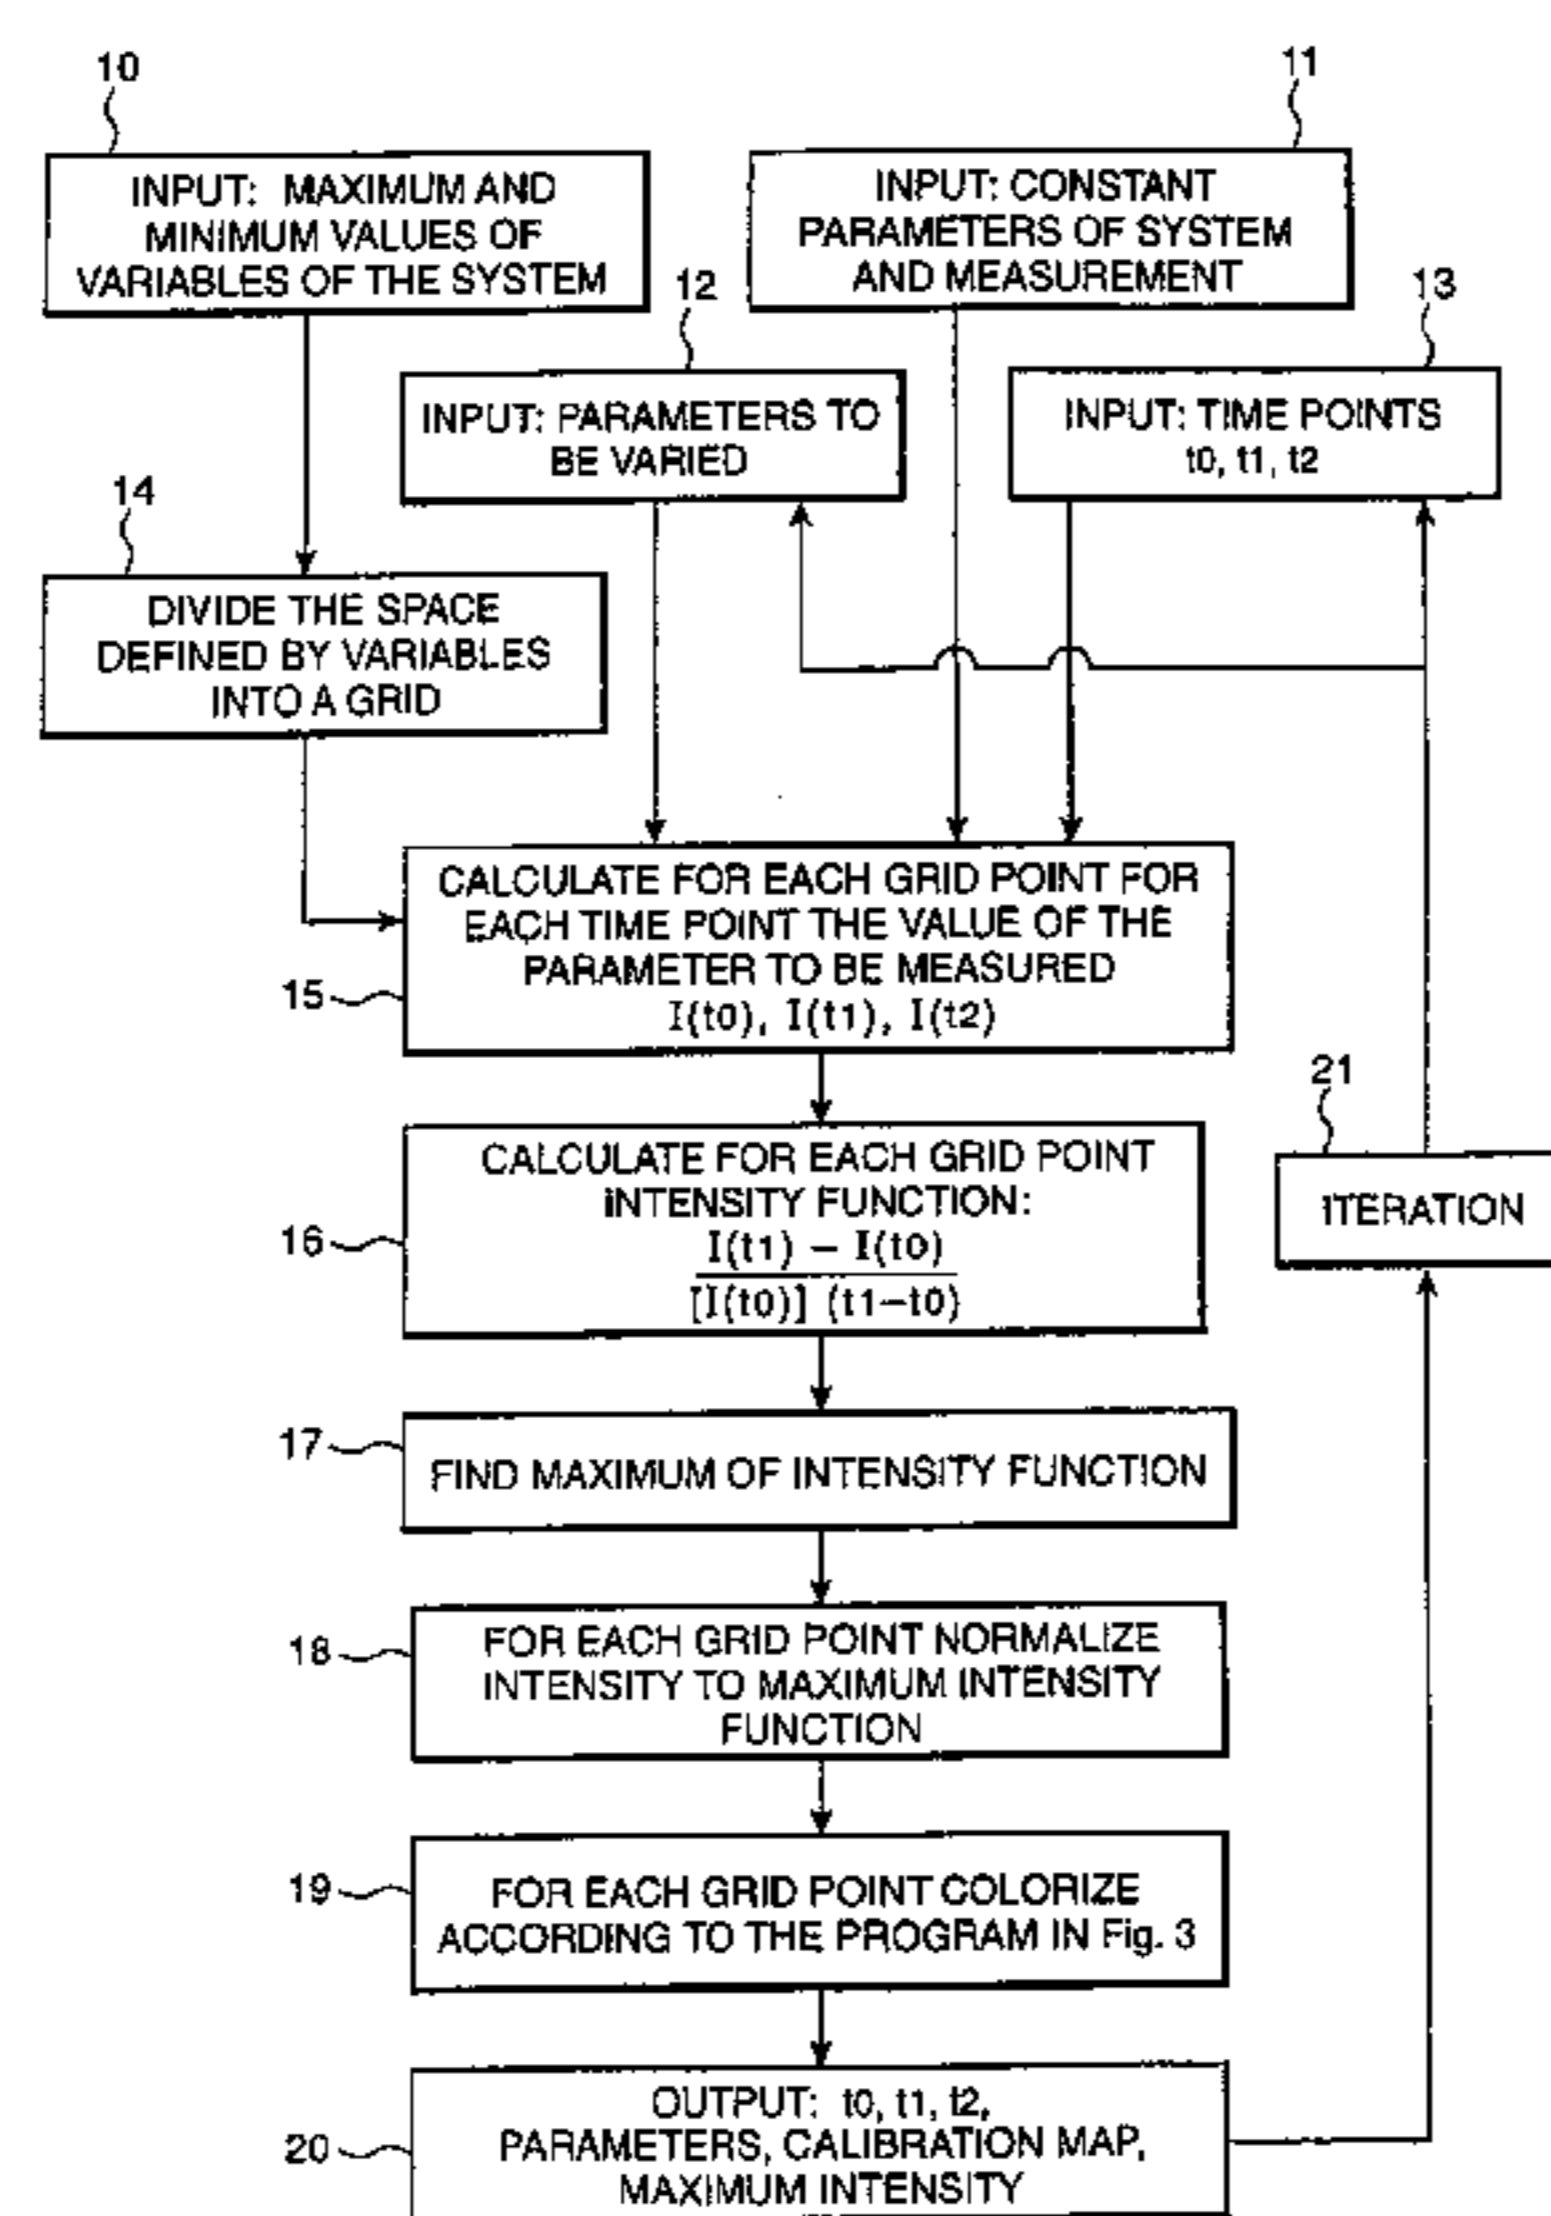 10
INPUT: MAXIMUM AND
MINIMUM VALUES OF
VARIABLES OF THE SYSTEM
11
INPUT: CONSTANT
PARAMETERS OF SYSTEM
AND MEASUREMENT
12
INPUT: PARAMETERS TO
BE VARIED
13
INPUT: TIME POINTS
t0, t1, t2
14
DIVIDE THE SPACE
DEFINED BY VARIABLES
INTO A GRID
15
CALCULATE FOR EACH GRID POINT FOR
EACH TIME POINT THE VALUE OF THE
PARAMETER TO BE MEASURED
I(t0), I(t1), I(t2)
16
CALCULATE FOR EACH GRID POINT
INTENSITY FUNCTION:
I(t1) – I(t0)
[I(t0)] (t1–t0)
21
ITERATION
17
FIND MAXIMUM OF INTENSITY FUNCTION
18
FOR EACH GRID POINT NORMALIZE
INTENSITY TO MAXIMUM INTENSITY
FUNCTION
19
FOR EACH GRID POINT COLORIZE
ACCORDING TO THE PROGRAM IN Fig. 3
20
OUTPUT: t0, t1, t2,
PARAMETERS, CALIBRATION MAP,
MAXIMUM INTENSITY